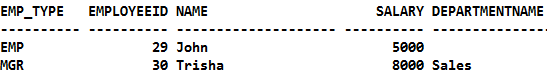 EMP_TYPE EMPLOYEEID NAME SALARY DEPARTMENTNAME
---------- ---------- -------------------- ---------- ---------------
EMP 29 John 5000
MGR 30 Trisha 8000 Sales